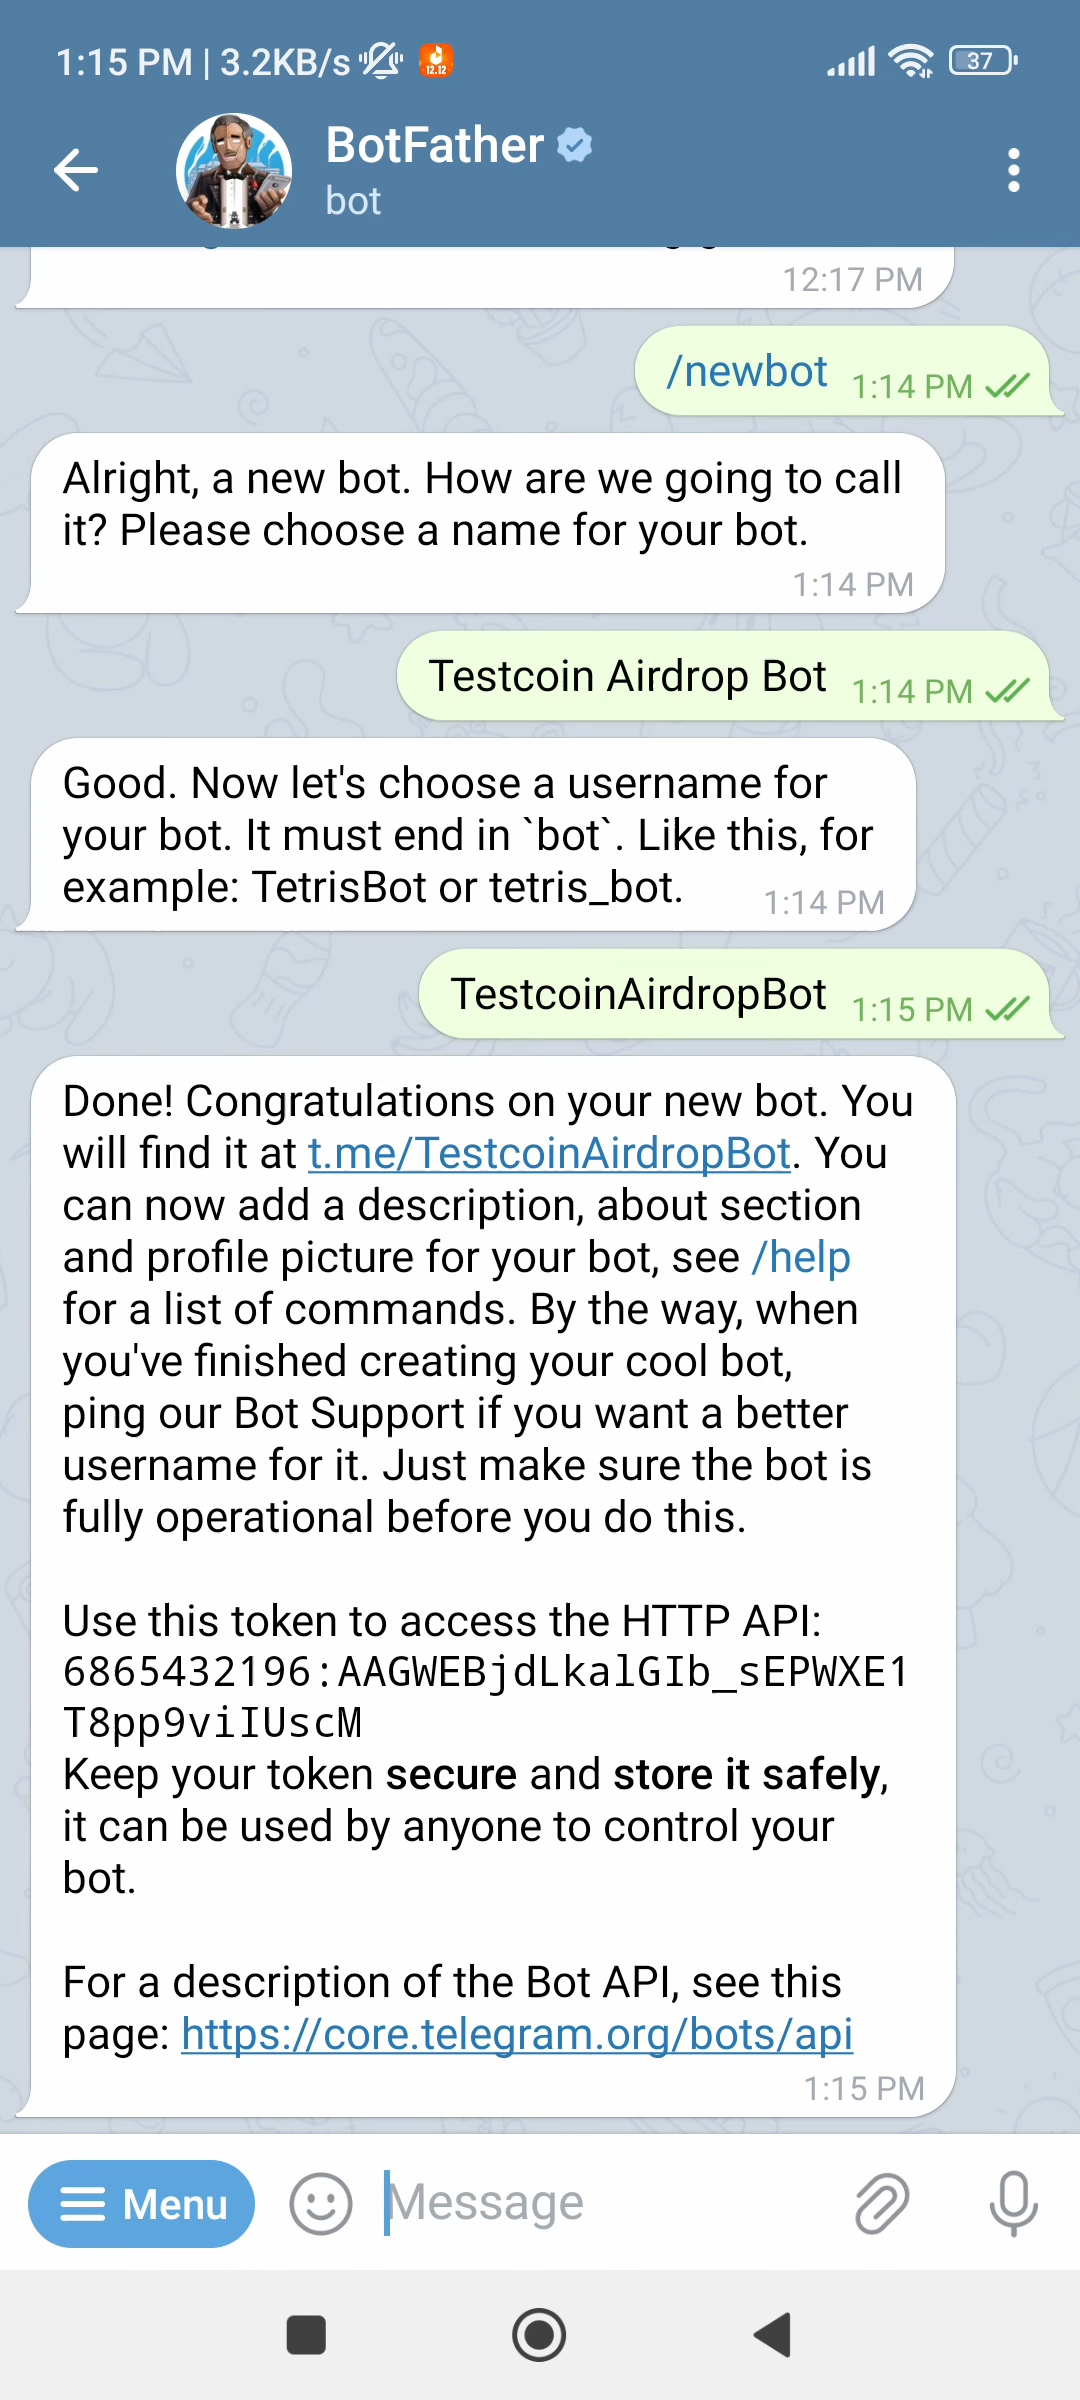 1:15 PM | 3.2KB/s
12.12
37
BotFather
bot
12:17 PM
/newbot 1:14 PM
Alright, a new bot. How are we going to call
it? Please choose a name for your bot.
1:14 PM
Testcoin Airdrop Bot 1:14 PM
Good. Now let's choose a username for
your bot. It must end in `bot`. Like this, for
example: TetrisBot or tetris_bot. 1:14 PM
TestcoinAirdropBot 1:15 PM
Done! Congratulations on your new bot. You
will find it at t.me/TestcoinAirdropBot. You
can now add a description, about section
and profile picture for your bot, see /help
for a list of commands. By the way, when
you've finished creating your cool bot,
ping our Bot Support if you want a better
username for it. Just make sure the bot is
fully operational before you do this.
Use this token to access the HTTP API:
6865432196:AAGWEBjdLkalGIb_sEPWXE1
T8pp9viIUscM
Keep your token secure and store it safely,
it can be used by anyone to control your
bot.
For a description of the Bot API, see this
page: https://core.telegram.org/bots/api
1:15 PM
Menu
Message